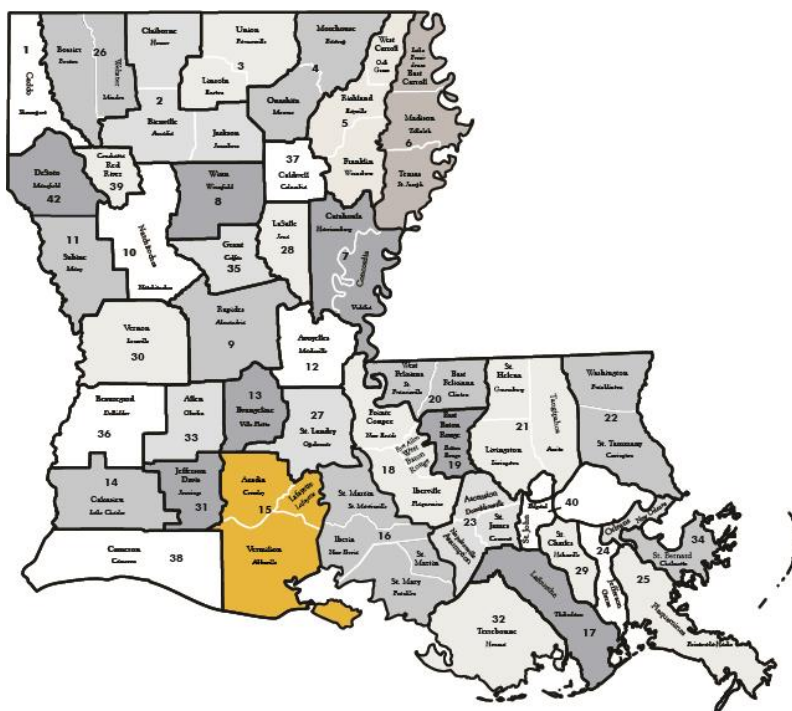 1
Caddo
Bossier
Benton
26
Webster
Minden
Claiborne
Homer
2
Bienville
Arcadia
Jackson
Jonesboro
Union
3
Lincoln
Ruston
Morehouse
Bastrop
4
Ouachita
Monroe
West
Carroll
Oak
Grove
East
Carroll
Richland
Rayville
5
Franklin
Madison
Tallulah
6
Tensas
St. Joseph
DeSoto
Mansfield
42
Coushatta
Red
River
39
Winn
Winnfield
8
37
Caldwell
Columbia
11
Sabine
Many
10
Natchitoches
Natchitoches
Grant
Colfax
35
LaSalle
Jena
28
Catahoula
Harrisonburg
7
Concordia
Vidalia
Vernon
Leesville
30
Rapides
Alexandria
9
Avoyelles
Marksville
12
Beauregard
DeRidder
36
Allen
Oberlin
33
13
Evangeline
Ville Platte
27
St. Landry
Opelousas
14
Calcasieu
Lake Charles
Jefferson
Davis
Jennings
31
Acadia
Crowley
15
Lafayette
Lafayette
Vermilion
Abbeville
Cameron
Cameron
38
West
Feliciana
St.
Francisville
East
Feliciana
Clinton
20
Pointe
Coupee
New Roads
Port Allen
West
Baton
Rouge
18
Iberville
Plaquemine
East
Baton
Rouge
Baton
Rouge
19
St.
Helena
Greensburg
Tangipahoa
21
Livingston
Livingston
Amite
Washington
Franklinton
22
St. Tammany
Covington
St. Martin
St. Martinville
Iberia
New Iberia
16
St.
Martin
St. Mary
Franklin
Ascension
Donaldsonville
23
St.
James
Convent
Napoleonville
Assumption
St. John
40
St.
Charles
Hahnville
29
24
Jefferson
Gretna
Orleans
New Orleans
34
St. Bernard
Chalmette
25
Plaquemines
Pointe a la Hache
Lafourche
Thibodaux
17
32
Terrebonne
Houma